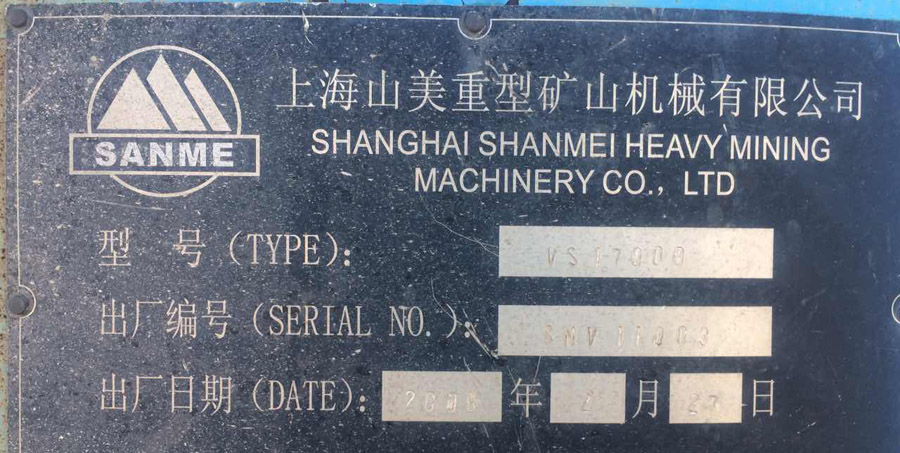 SANME
上海山美重型矿山机械有限公司
SHANGHAI SHANMEI HEAVY MINING
MACHINERY CO., LTD
型 号(TYPE):
出厂编号(SERIAL NO.):
出厂日期(DATE): 年 月 日